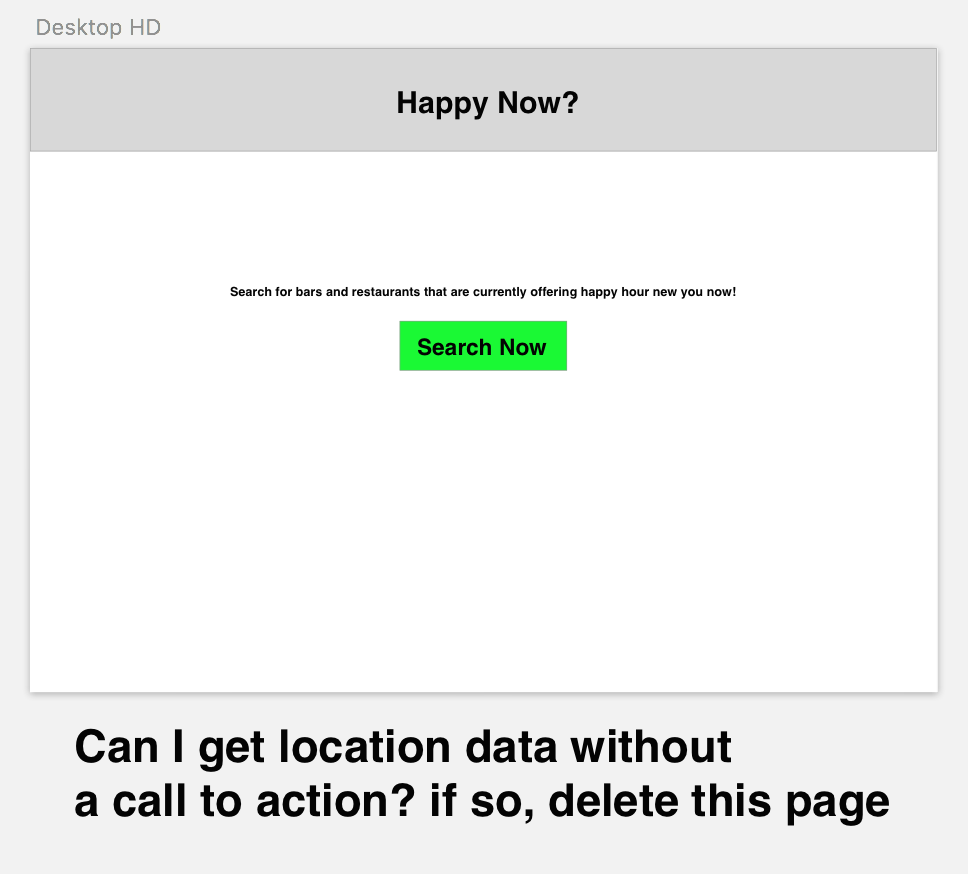 Desktop HD
Happy Now?
Search for bars and restaurants that are currently offering happy hour new you now!
Search Now
Can I get location data without
a call to action? if so, delete this page